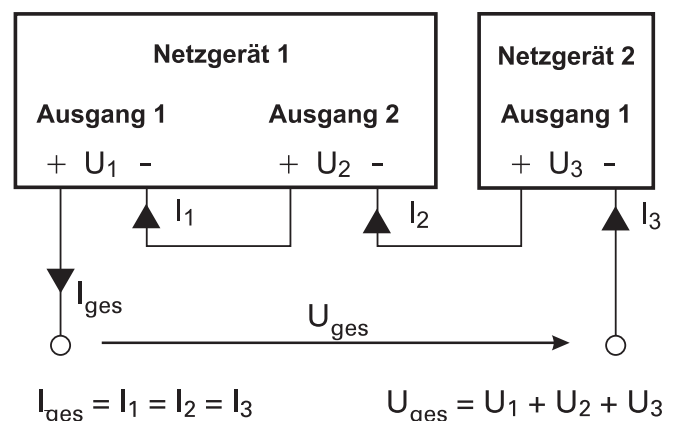 Netzgerät 1 Netzgerät 2
Ausgang 1 Ausgang 2 Ausgang 1
+ U1 - + U2 - + U3 -
I1 I2 I3
Iges
Uges
Iges = I1 = I2 = I3 Uges = U1 + U2 + U3